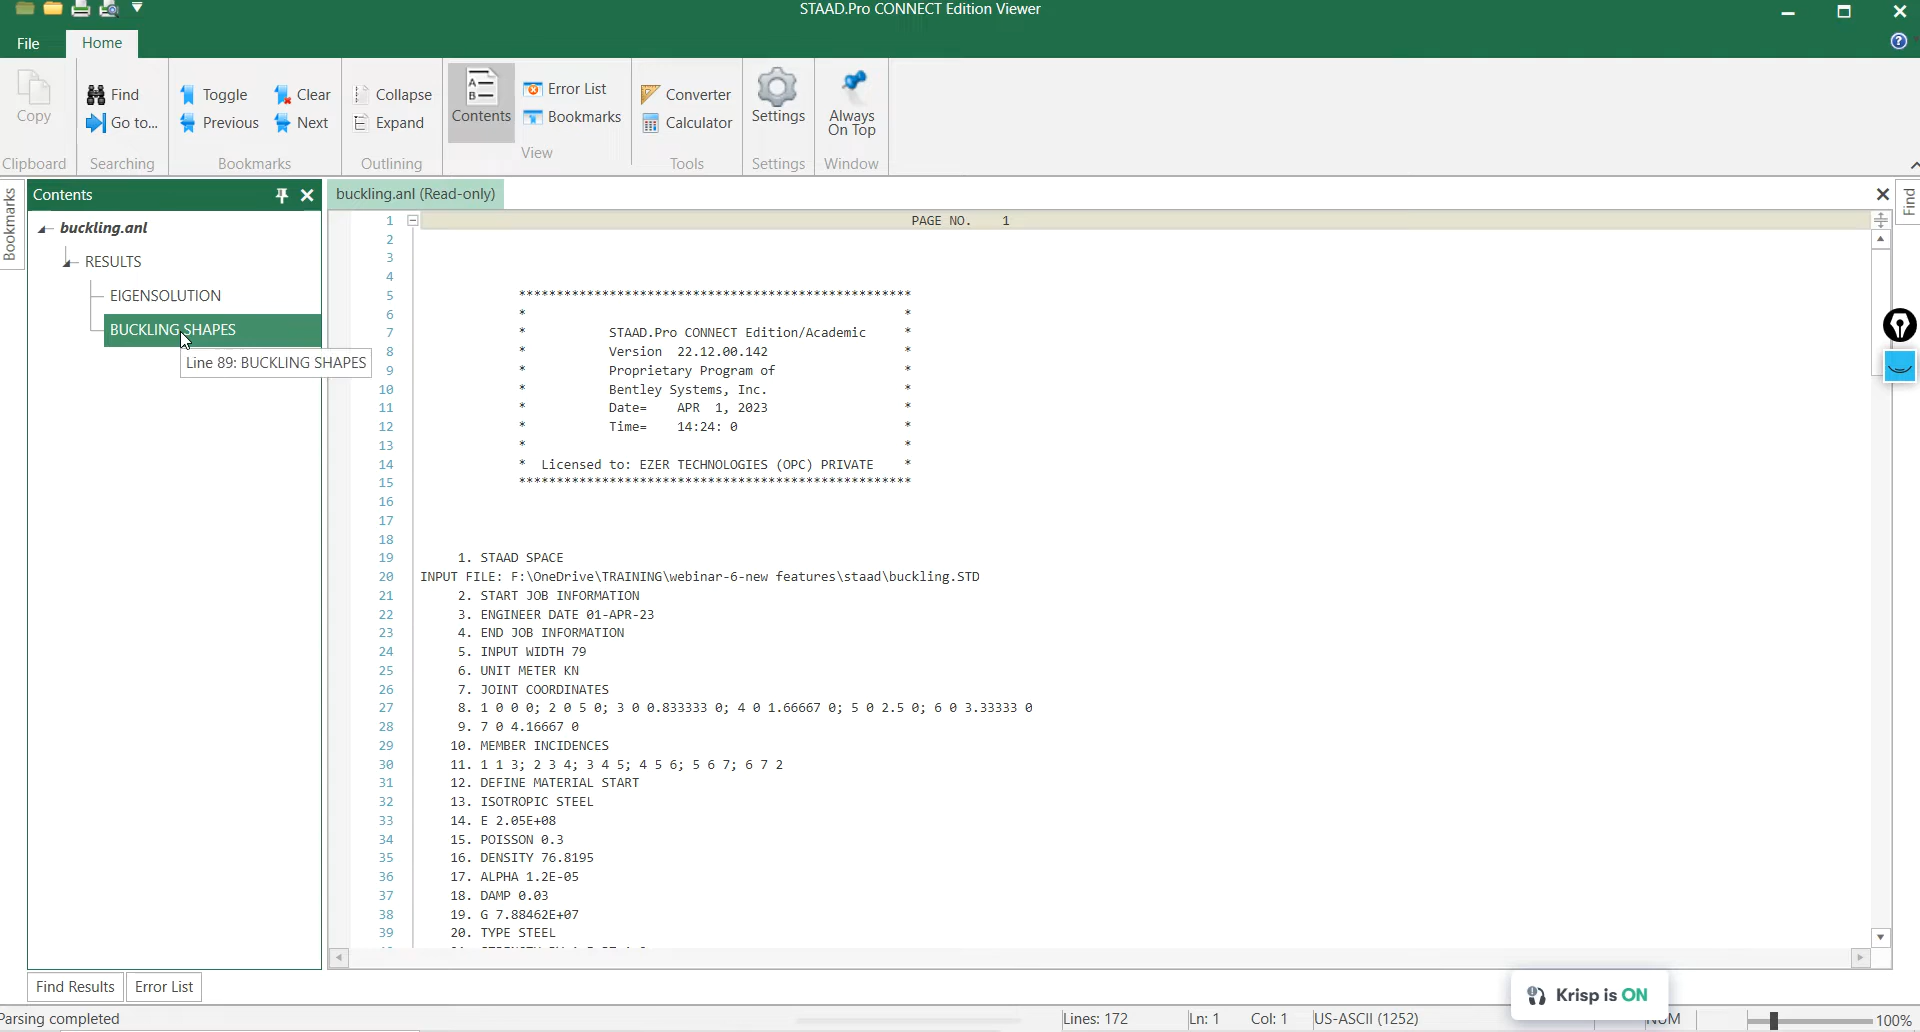 STAAD.Pro CONNECT Edition Viewer
File
Home
Copy
Find
Go to...
Toggle
Previous
Clear
Next
Collapse
Expand
Contents
Error List
Bookmarks
Converter
Calculator
Settings
Always
On Top
Clipboard
Searching
Bookmarks
Outlining
View
Tools
Settings
Window
Bookmarks
Contents
buckling.anl
RESULTS
EIGENSOLUTION
BUCKLING SHAPES
Line 89: BUCKLING SHAPES
buckling.anl (Read-only)
Find
1 PAGE NO. 1
2
3
4
5 ****************************************************
6 * *
7 * STAAD.Pro CONNECT Edition/Academic *
8 * Version 22.12.00.142 *
9 * Proprietary Program of *
10 * Bentley Systems, Inc. *
11 * Date= APR 1, 2023 *
12 * Time= 14:24: 0 *
13 * *
14 * Licensed to: EZER TECHNOLOGIES (OPC) PRIVATE *
15 ****************************************************
16
17
18
19 1. STAAD SPACE
20 INPUT FILE: F:\OneDrive\TRAINING\webinar-6-new features\staad\buckling.STD
21 2. START JOB INFORMATION
22 3. ENGINEER DATE 01-APR-23
23 4. END JOB INFORMATION
24 5. INPUT WIDTH 79
25 6. UNIT METER KN
26 7. JOINT COORDINATES
27 8. 1 0 0 0; 2 0 5 0; 3 0 0.833333 0; 4 0 1.66667 0; 5 0 2.5 0; 6 0 3.33333 0
28 9. 7 0 4.16667 0
29 10. MEMBER INCIDENCES
30 11. 1 1 3; 2 3 4; 3 4 5; 4 5 6; 5 6 7; 6 7 2
31 12. DEFINE MATERIAL START
32 13. ISOTROPIC STEEL
33 14. E 2.05E+08
34 15. POISSON 0.3
35 16. DENSITY 76.8195
36 17. ALPHA 1.2E-05
37 18. DAMP 0.03
38 19. G 7.88462E+07
39 20. TYPE STEEL
Find Results
Error List
Krisp is ON
Parsing completed
Lines: 172
Ln: 1
Col: 1
US-ASCII (1252)
100%